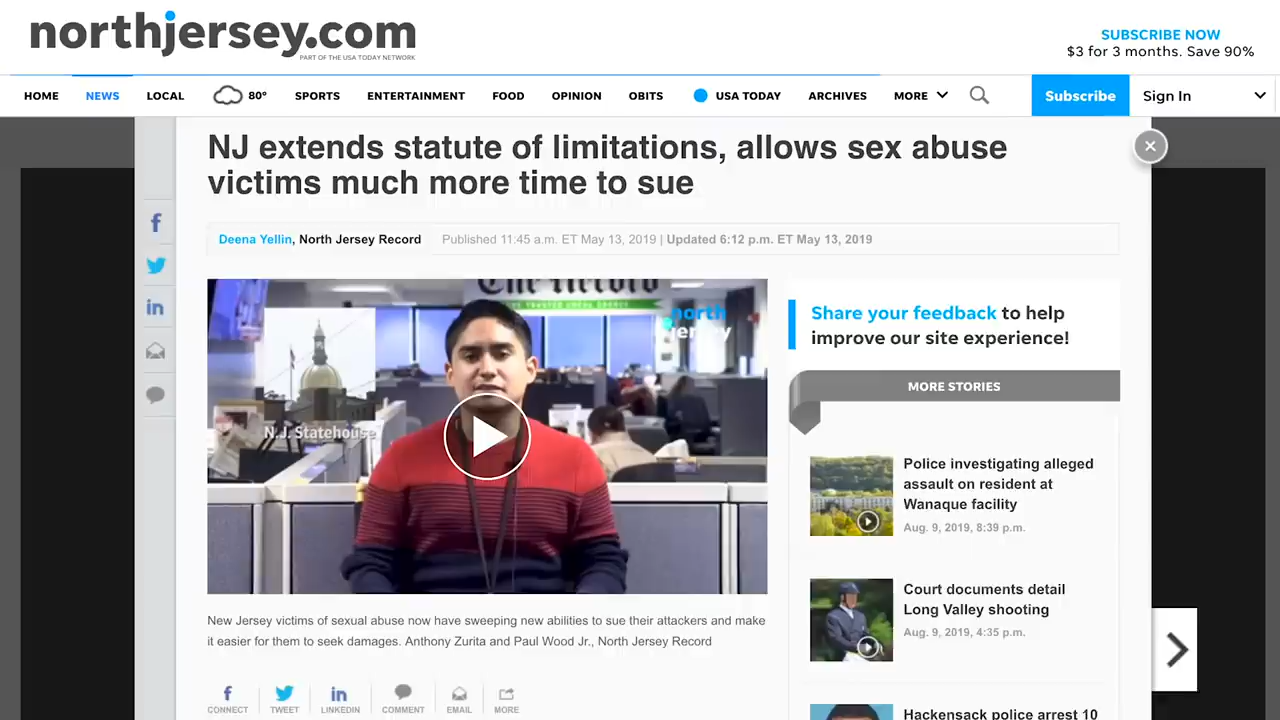 northjersey.com
PART OF THE USA TODAY NETWORK
SUBSCRIBE NOW
$3 for 3 months. Save 90%
HOME NEWS LOCAL 80° SPORTS ENTERTAINMENT FOOD OPINION OBITS USA TODAY ARCHIVES MORE Subscribe Sign In
NJ extends statute of limitations, allows sex abuse
victims much more time to sue
Deena Yellin, North Jersey Record Published 11:45 a.m. ET May 13, 2019 | Updated 6:12 p.m. ET May 13, 2019
The Record
north
jersey
N.J. Statehouse
New Jersey victims of sexual abuse now have sweeping new abilities to sue their attackers and make
it easier for them to seek damages. Anthony Zurita and Paul Wood Jr., North Jersey Record
CONNECT TWEET LINKEDIN COMMENT EMAIL MORE
Share your feedback to help
improve our site experience!
MORE STORIES
Police investigating alleged
assault on resident at
Wanaque facility
Aug. 9, 2019, 8:39 p.m.
Court documents detail
Long Valley shooting
Aug. 9, 2019, 4:35 p.m.
Hackensack police arrest 10